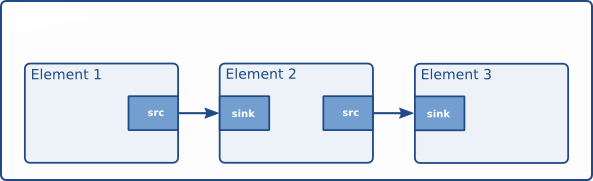 Element 1
Element 2
Element 3
src
sink
src
sink